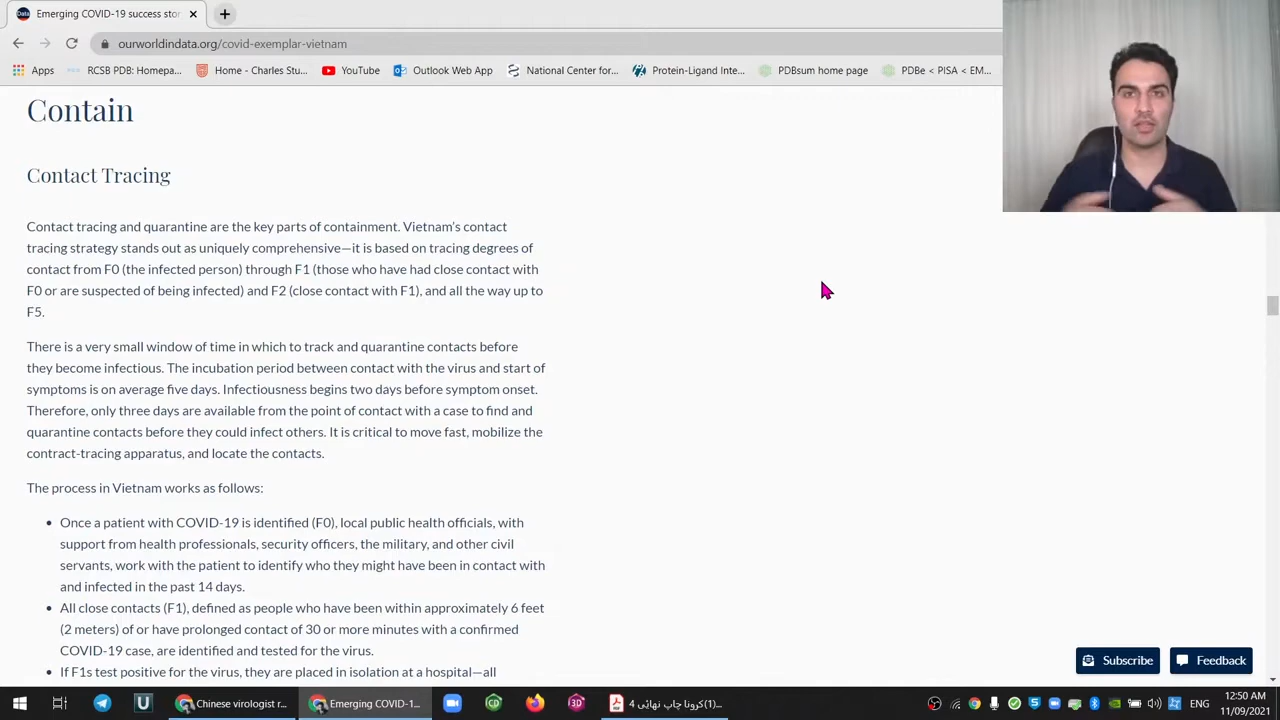 Data
Emerging COVID-19 success stor
ourworldindata.org/covid-exemplar-vietnam
Apps
RCSB PDB: Homepa...
Home - Charles Stu...
YouTube
Outlook Web App
National Center for...
Protein-Ligand Inte...
PDBsum home page
PDBe < PISA < EM...
Contain
Contact Tracing
Contact tracing and quarantine are the key parts of containment. Vietnam's contact
tracing strategy stands out as uniquely comprehensive—it is based on tracing degrees of
contact from F0 (the infected person) through F1 (those who have had close contact with
F0 or are suspected of being infected) and F2 (close contact with F1), and all the way up to
F5.
There is a very small window of time in which to track and quarantine contacts before
they become infectious. The incubation period between contact with the virus and start of
symptoms is on average five days. Infectiousness begins two days before symptom onset.
Therefore, only three days are available from the point of contact with a case to find and
quarantine contacts before they could infect others. It is critical to move fast, mobilize the
contract-tracing apparatus, and locate the contacts.
The process in Vietnam works as follows:
• Once a patient with COVID-19 is identified (F0), local public health officials, with
support from health professionals, security officers, the military, and other civil
servants, work with the patient to identify who they might have been in contact with
and infected in the past 14 days.
• All close contacts (F1), defined as people who have been within approximately 6 feet
(2 meters) of or have prolonged contact of 30 or more minutes with a confirmed
COVID-19 case, are identified and tested for the virus.
• If F1s test positive for the virus, they are placed in isolation at a hospital—all
Subscribe
Feedback
Chinese virologist r...
Emerging COVID-1...
کرونا چاپ نهائی 4(1)...
ENG
12:50 AM
11/09/2021